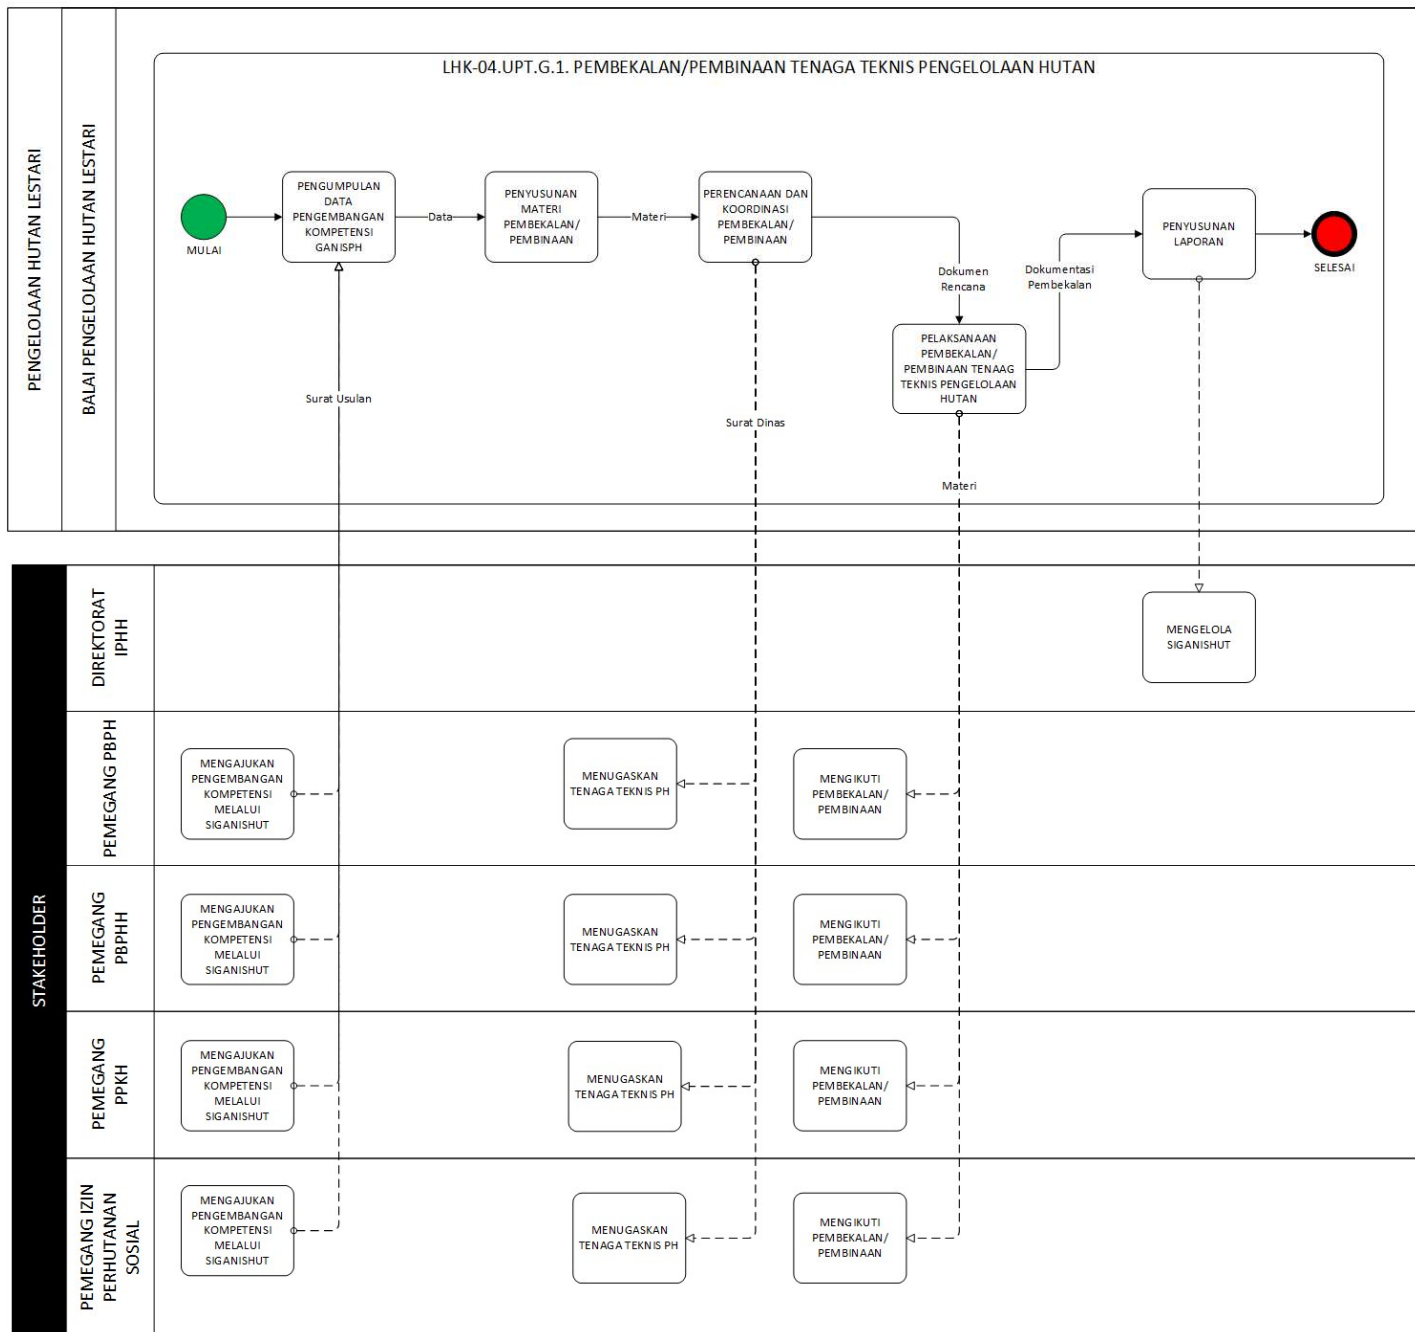 LHK-04.UPT.G.1. PEMBEKALAN/PEMBINAAN TENAGA TEKNIS PENGELOLAAN HUTAN
PENGELOLAAN HUTAN LESTARI
BALAI PENGELOLAAN HUTAN LESTARI
MULAI
PENGUMPULAN
DATA
PENGEMBANGAN
KOMPETENSI
GANISPH
Data
PENYUSUNAN
MATERI
PEMBEKALAN/
PEMBINAAN
Materi
PERENCANAAN DAN
KOORDINASI
PEMBEKALAN/
PEMBINAAN
Dokumen
Rencana
PELAKSANAAN
PEMBEKALAN/
PEMBINAAN TENAAG
TEKNIS PENGELOLAAN
HUTAN
Dokumentasi
Pembekalan
PENYUSUNAN
LAPORAN
SELESAI
Surat Usulan
Surat Dinas
Materi
STAKEHOLDER
DIREKTORAT
IPHH
MENGELOLA
SIGANISHUT
PEMEGANG PBPH
MENGAJUKAN
PENGEMBANGAN
KOMPETENSI
MELALUI
SIGANISHUT
MENUGASKAN
TENAGA TEKNIS PH
MENGIKUTI
PEMBEKALAN/
PEMBINAAN
PEMEGANG
PBPHH
MENGAJUKAN
PENGEMBANGAN
KOMPETENSI
MELALUI
SIGANISHUT
MENUGASKAN
TENAGA TEKNIS PH
MENGIKUTI
PEMBEKALAN/
PEMBINAAN
PEMEGANG
PPKH
MENGAJUKAN
PENGEMBANGAN
KOMPETENSI
MELALUI
SIGANISHUT
MENUGASKAN
TENAGA TEKNIS PH
MENGIKUTI
PEMBEKALAN/
PEMBINAAN
PEMEGANG IZIN
PERHUTANAN
SOSIAL
MENGAJUKAN
PENGEMBANGAN
KOMPETENSI
MELALUI
SIGANISHUT
MENUGASKAN
TENAGA TEKNIS PH
MENGIKUTI
PEMBEKALAN/
PEMBINAAN